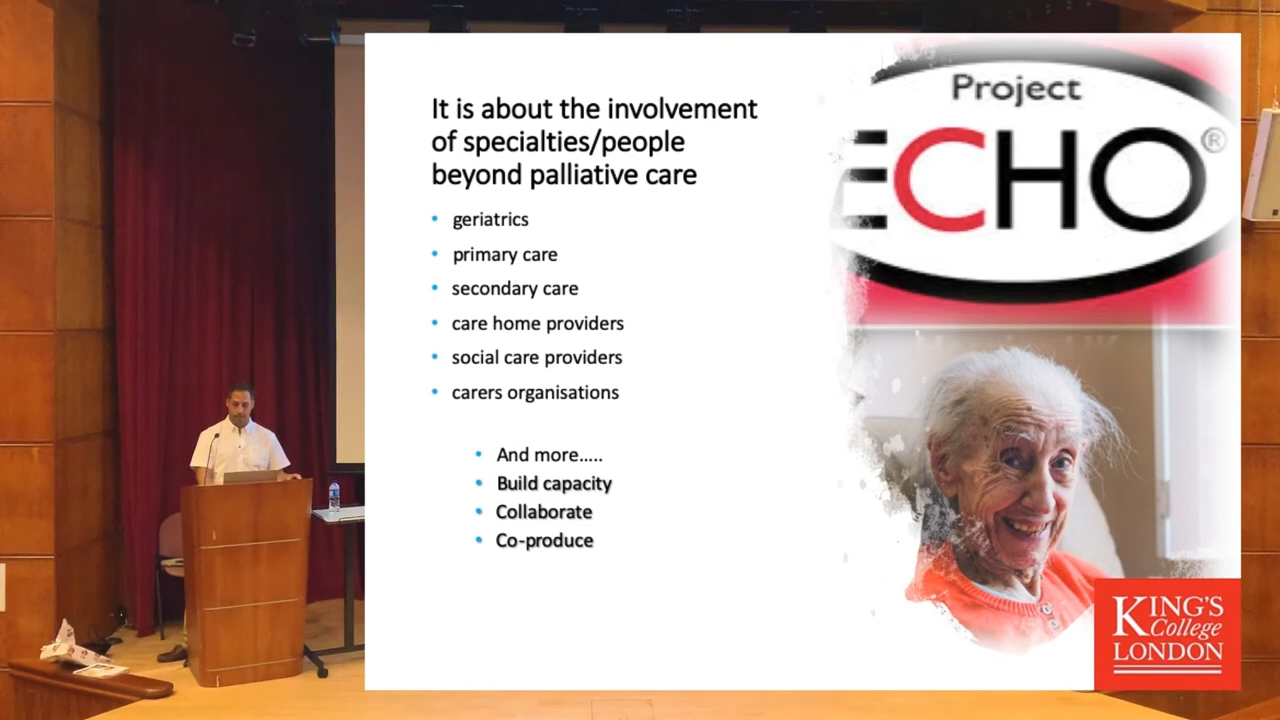 It is about the involvement
of specialties/people
beyond palliative care
• geriatrics
• primary care
• secondary care
• care home providers
• social care providers
• carers organisations
• And more.....
• Build capacity
• Collaborate
• Co-produce
Project
ECHO®
KING'S
College
LONDON